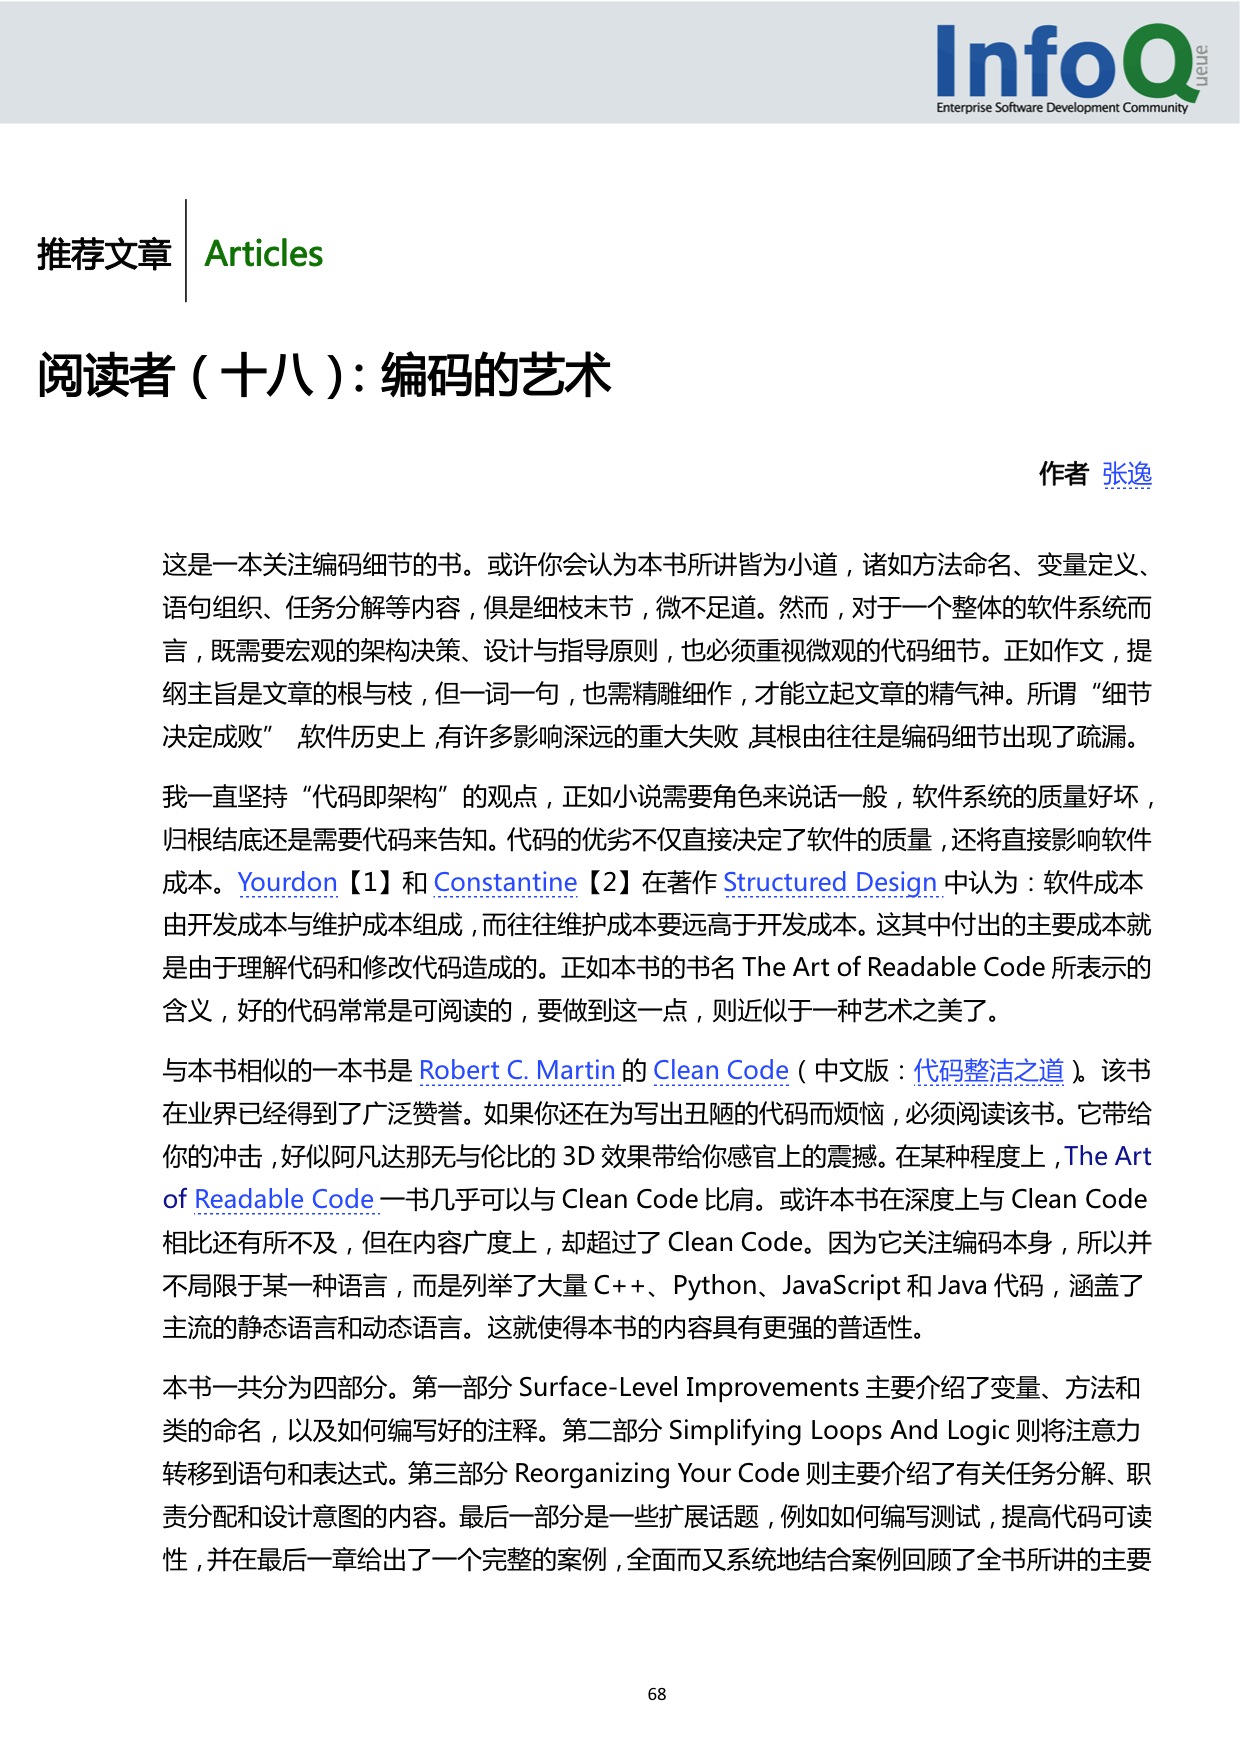 InfoQueue
Enterprise Software Development Community
推荐文章 Articles
阅读者（十八）：编码的艺术
作者 张逸
这是一本关注编码细节的书。或许你会认为本书所讲皆为小道，诸如方法命名、变量定义、
语句组织、任务分解等内容，俱是细枝末节，微不足道。然而，对于一个整体的软件系统而
言，既需要宏观的架构决策、设计与指导原则，也必须重视微观的代码细节。正如作文，提
纲主旨是文章的根与枝，但一词一句，也需精雕细作，才能立起文章的精气神。所谓“细节
决定成败”，软件历史上，有许多影响深远的重大失败，其根由往往是编码细节出现了疏漏。
我一直坚持“代码即架构”的观点，正如小说需要角色来说话一般，软件系统的质量好坏，
归根结底还是需要代码来告知。代码的优劣不仅直接决定了软件的质量，还将直接影响软件
成本。Yourdon【1】和 Constantine【2】在著作 Structured Design 中认为：软件成本
由开发成本与维护成本组成，而往往维护成本要远高于开发成本。这其中付出的主要成本就
是由于理解代码和修改代码造成的。正如本书的书名 The Art of Readable Code 所表示的
含义，好的代码常常是可阅读的，要做到这一点，则近似于一种艺术之美了。
与本书相似的一本书是 Robert C. Martin 的 Clean Code（中文版：代码整洁之道）。该书
在业界已经得到了广泛赞誉。如果你还在为写出丑陋的代码而烦恼，必须阅读该书。它带给
你的冲击，好似阿凡达那无与伦比的 3D 效果带给你感官上的震撼。在某种程度上，The Art
of Readable Code 一书几乎可以与 Clean Code 比肩。或许本书在深度上与 Clean Code
相比还有所不及，但在内容广度上，却超过了 Clean Code。因为它关注编码本身，所以并
不局限于某一种语言，而是列举了大量 C++、Python、JavaScript 和 Java 代码，涵盖了
主流的静态语言和动态语言。这就使得本书的内容具有更强的普适性。
本书一共分为四部分。第一部分 Surface-Level Improvements 主要介绍了变量、方法和
类的命名，以及如何编写好的注释。第二部分 Simplifying Loops And Logic 则将注意力
转移到语句和表达式。第三部分 Reorganizing Your Code 则主要介绍了有关任务分解、职
责分配和设计意图的内容。最后一部分是一些扩展话题，例如如何编写测试，提高代码可读
性，并在最后一章给出了一个完整的案例，全面而又系统地结合案例回顾了全书所讲的主要
68